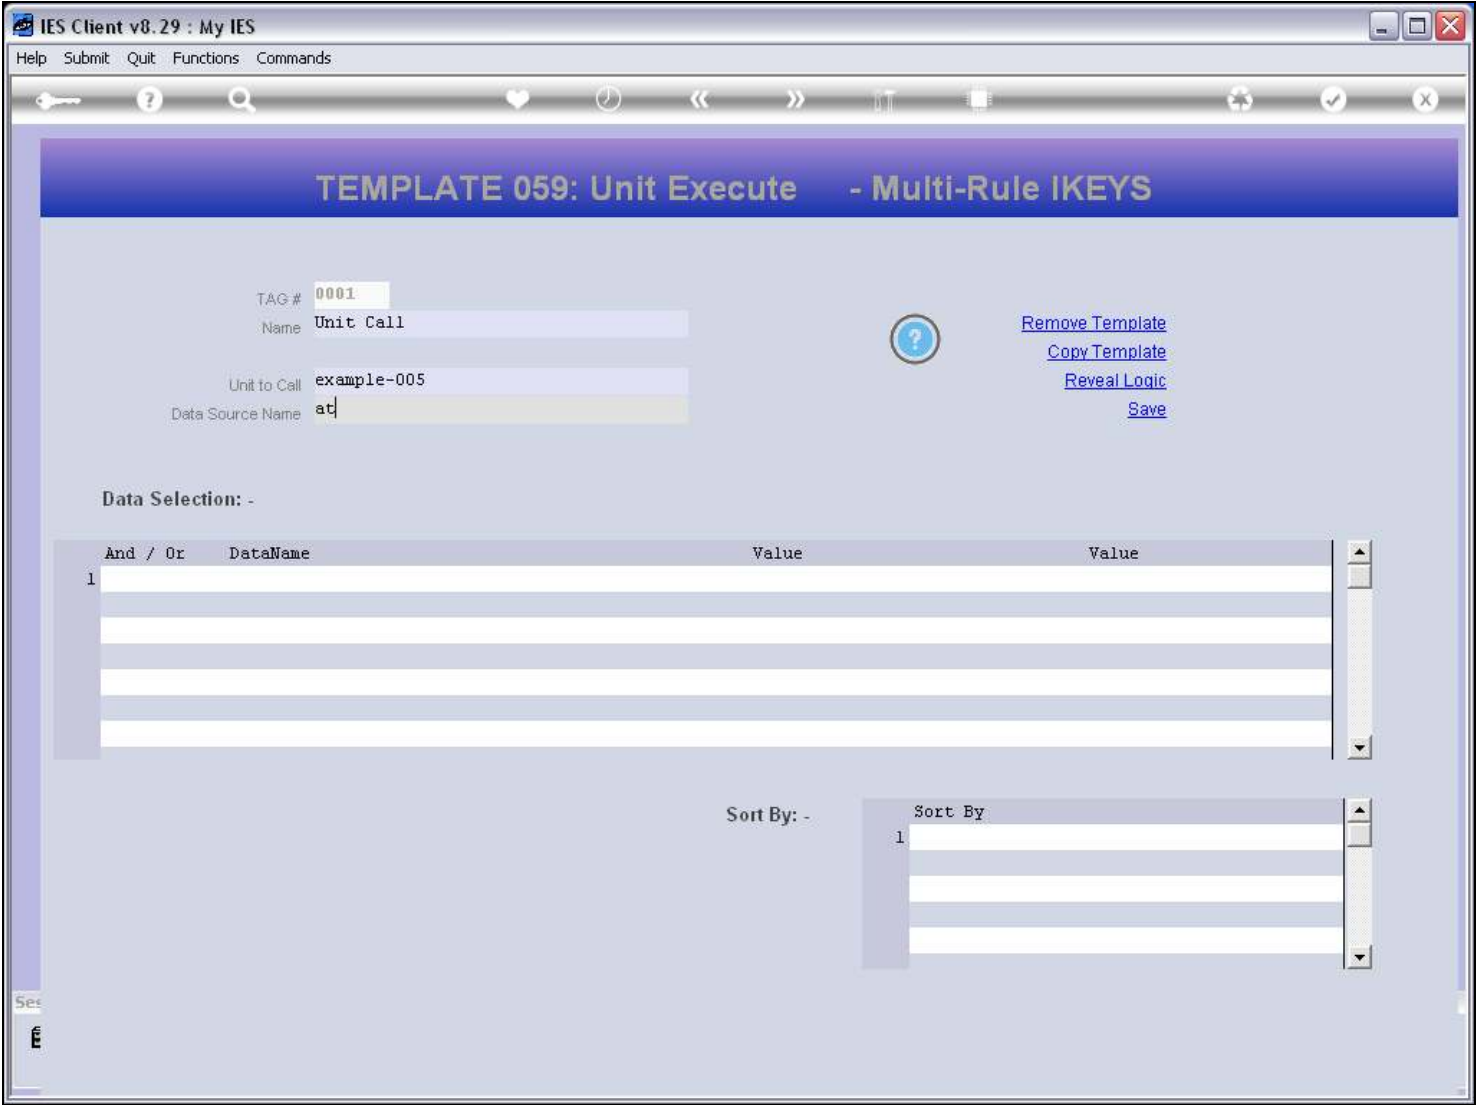 IES Client v8.29 : My IES
Help Submit Quit Functions Commands
TEMPLATE 059: Unit Execute - Multi-Rule IKEYS
TAG # 0001
Name Unit Call
Unit to Call example-005
Data Source Name at
Remove Template
Copy Template
Reveal Logic
Save
Data Selection: -
And / Or DataName Value Value
1
Sort By: - Sort By
1
Ses